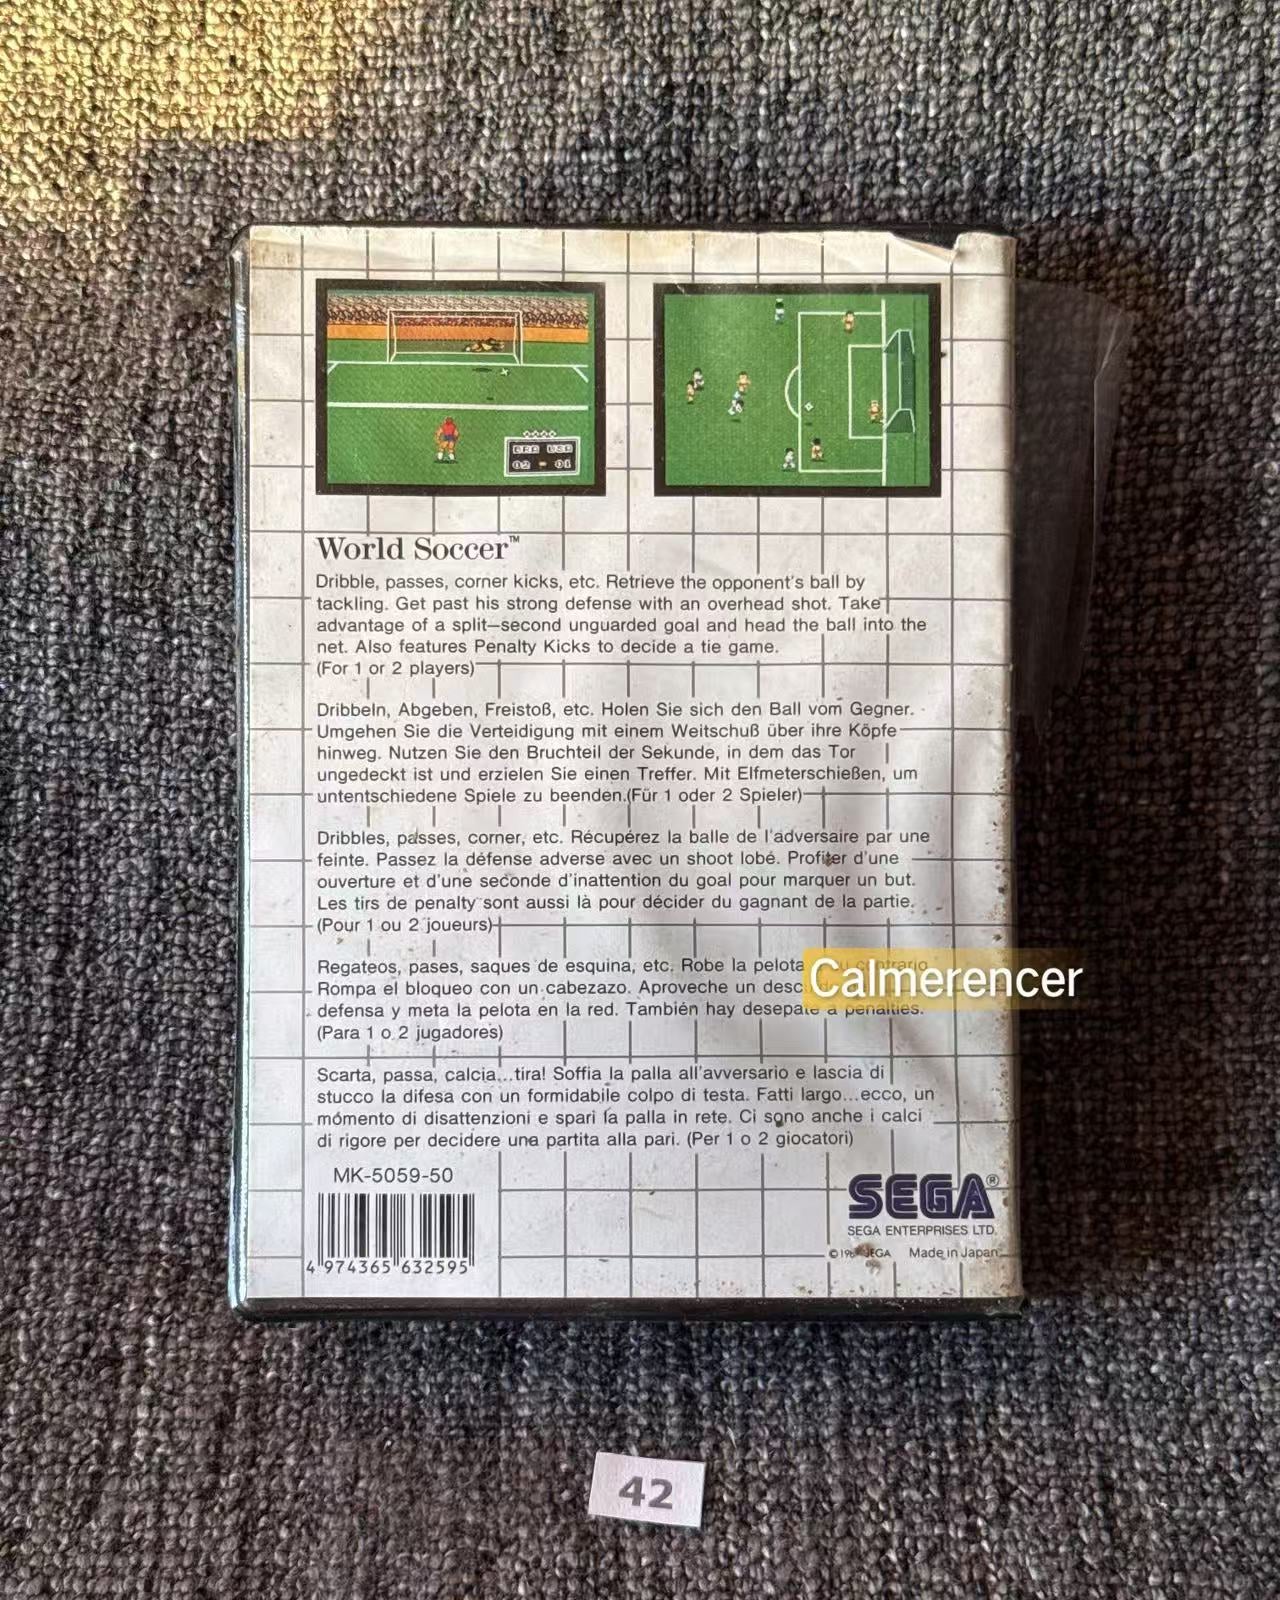 BRA USA
02 - 01
World Soccer™
Dribble, passes, corner kicks, etc. Retrieve the opponent's ball by
tackling. Get past his strong defense with an overhead shot. Take
advantage of a split–second unguarded goal and head the ball into the
net. Also features Penalty Kicks to decide a tie game.
(For 1 or 2 players)
Dribbeln, Abgeben, Freistoß, etc. Holen Sie sich den Ball vom Gegner.
Umgehen Sie die Verteidigung mit einem Weitschuß über ihre Köpfe
hinweg. Nutzen Sie den Bruchteil der Sekunde, in dem das Tor
ungedeckt ist und erzielen Sie einen Treffer. Mit Elfmeterschießen, um
untentschiedene Spiele zu beenden.(Für 1 oder 2 Spieler)
Dribbles, passes, corner, etc. Récupérez la balle de l'adversaire par une
feinte. Passez la défense adverse avec un shoot lobé. Profiter d'une
ouverture et d'une seconde d'inattention du goal pour marquer un but.
Les tirs de penalty sont aussi là pour décider du gagnant de la partie.
(Pour 1 ou 2 joueurs)
Regateos, pases, saques de esquina, etc. Robe la pelota contrario
Rompa el bloqueo con un cabezazo. Aproveche un
defensa y meta la pelota en la red. También hay desepate a penalties.
(Para 1 o 2 jugadores)
Calmerencer
Scarta, passa, calcia...tira! Soffia la palla all'avversario e lascia di
stucco la difesa con un formidabile colpo di testa. Fatti largo...ecco, un
mómento di disattenzioni e spari la palla in rete. Ci sono anche i calci
di rigore per decidere una partita alla pari. (Per 1 o 2 giocatori)
MK-5059-50
4 974365 632595
SEGA®
SEGA ENTERPRISES LTD.
© SEGA Made in Japan
42